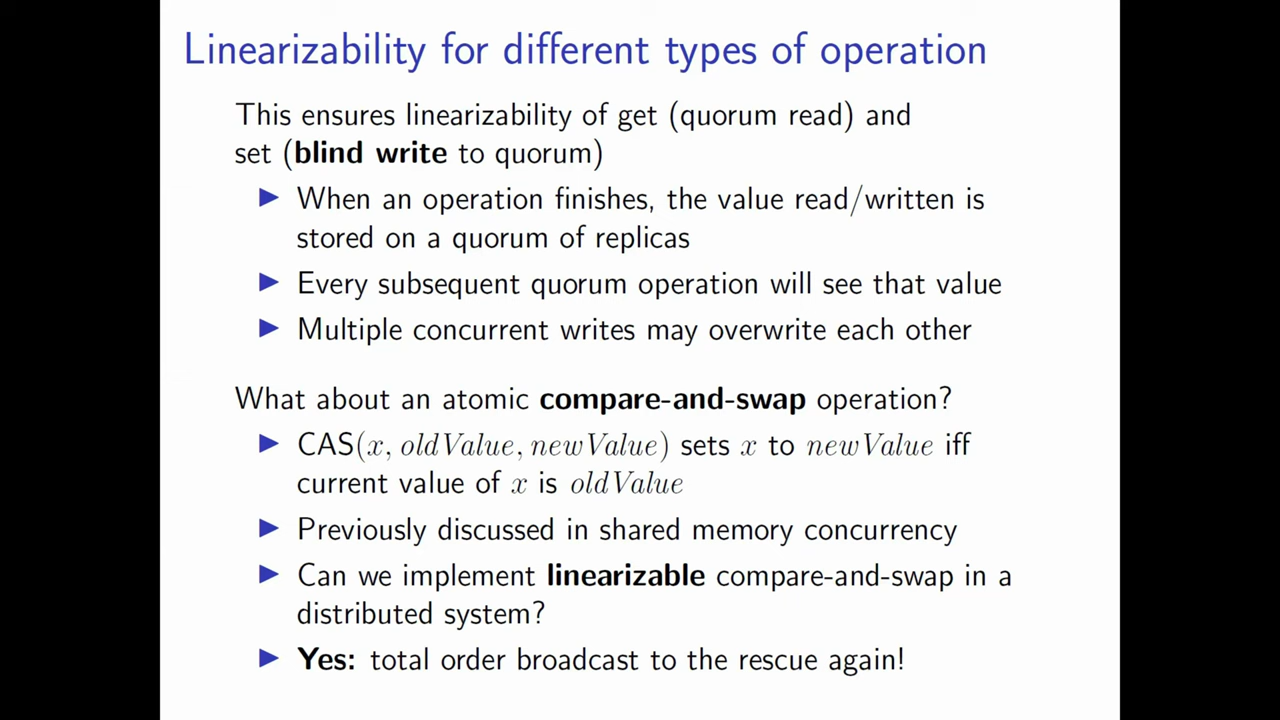 Linearizability for different types of operation
This ensures linearizability of get (quorum read) and
set (blind write to quorum)
▶ When an operation finishes, the value read/written is
stored on a quorum of replicas
▶ Every subsequent quorum operation will see that value
▶ Multiple concurrent writes may overwrite each other
What about an atomic compare-and-swap operation?
▶ CAS(x, oldValue, newValue) sets x to newValue iff
current value of x is oldValue
▶ Previously discussed in shared memory concurrency
▶ Can we implement linearizable compare-and-swap in a
distributed system?
▶ Yes: total order broadcast to the rescue again!